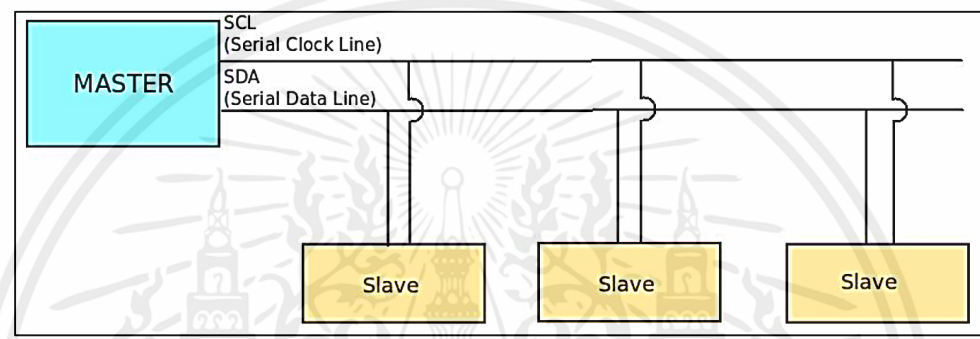 SCL
(Serial Clock Line)
MASTER
SDA
(Serial Data Line)
Slave
Slave
Slave